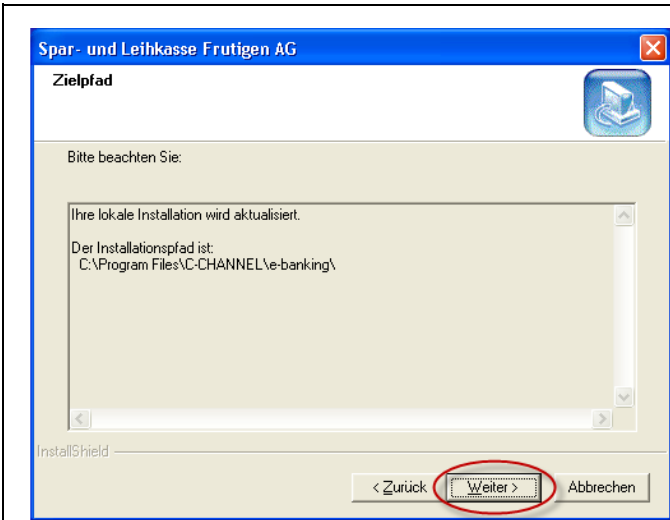 Spar- und Leihkasse Frutigen AG
Zielpfad
Bitte beachten Sie:
Ihre lokale Installation wird aktualisiert.
Der Installationspfad ist:
C:\Program Files\C-CHANNEL\e-banking\
InstallShield
< Zurück Weiter > Abbrechen